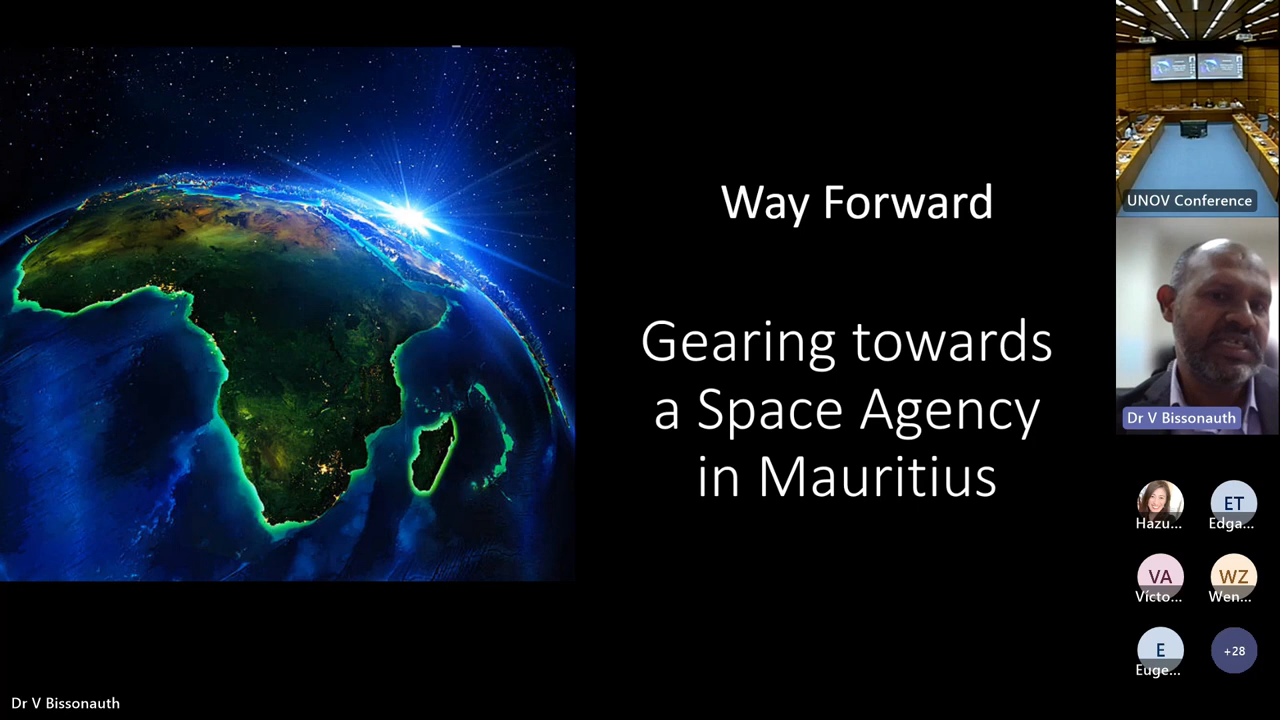 Way Forward
Gearing towards
a Space Agency
in Mauritius
UNOV Conference
Dr V Bissonauth
Hazu...
ET
Edga...
VA
Victo...
WZ
Wen...
E
Euge...
+28
Dr V Bissonauth